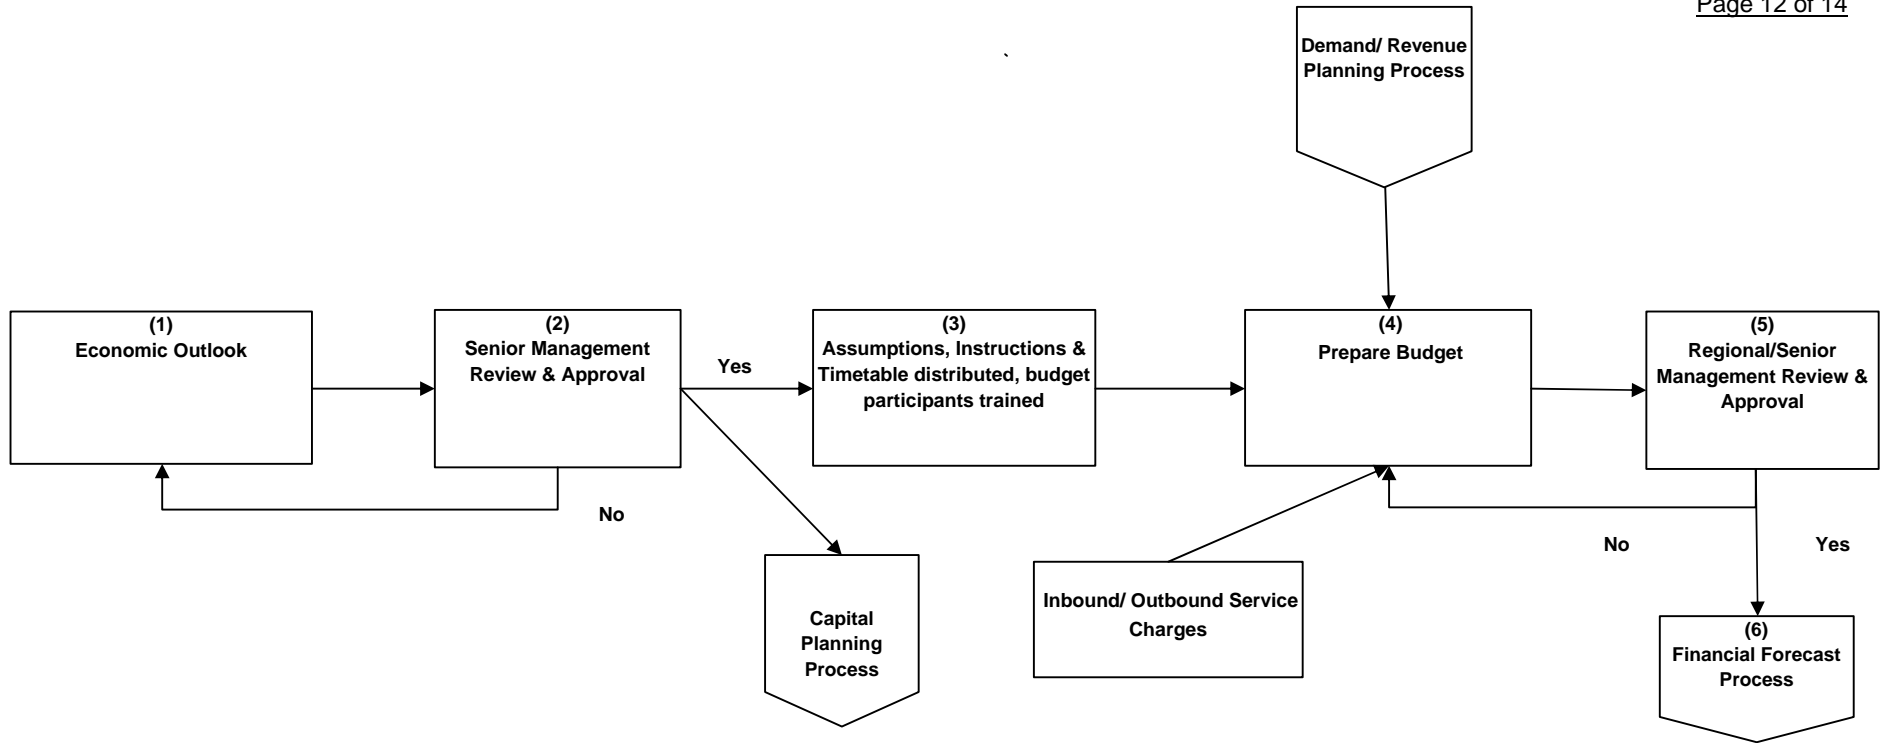 Page 12 of 14
`
Demand/ Revenue
Planning Process
(1)
Economic Outlook
(2)
Senior Management
Review & Approval
Yes
(3)
Assumptions, Instructions &
Timetable distributed, budget
participants trained
(4)
Prepare Budget
(5)
Regional/Senior
Management Review &
Approval
No
No
Yes
Capital
Planning
Process
Inbound/ Outbound Service
Charges
(6)
Financial Forecast
Process